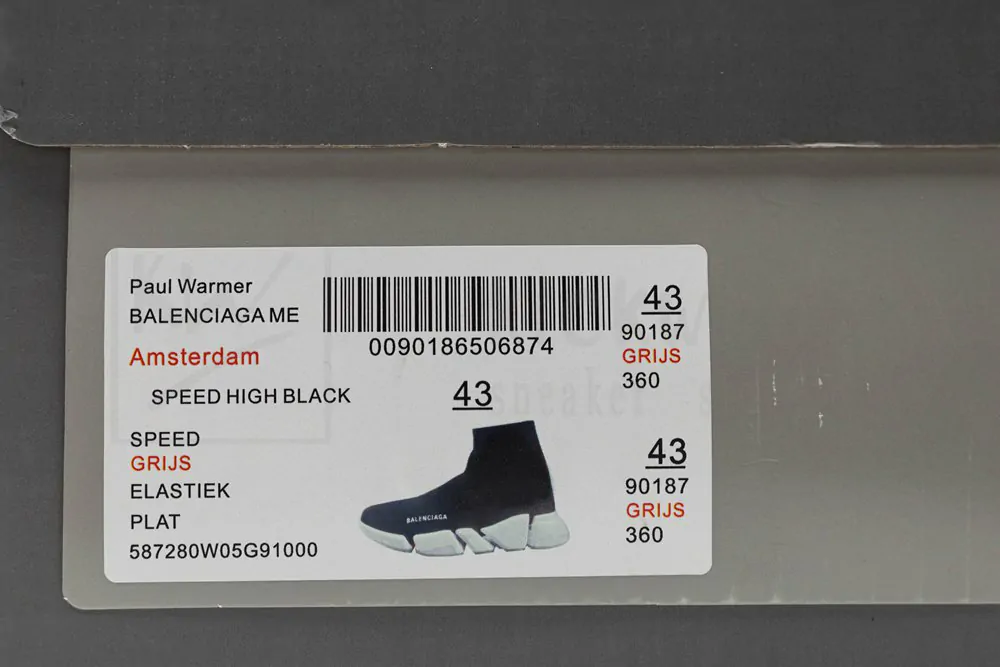 Paul Warmer
BALENCIAGA ME
Amsterdam
SPEED HIGH BLACK
SPEED
GRIJS
ELASTIEK
PLAT
587280W05G91000
0090186506874
43
BALENCIAGA
43
90187
GRIJS
360
43
90187
GRIJS
360
sneaker